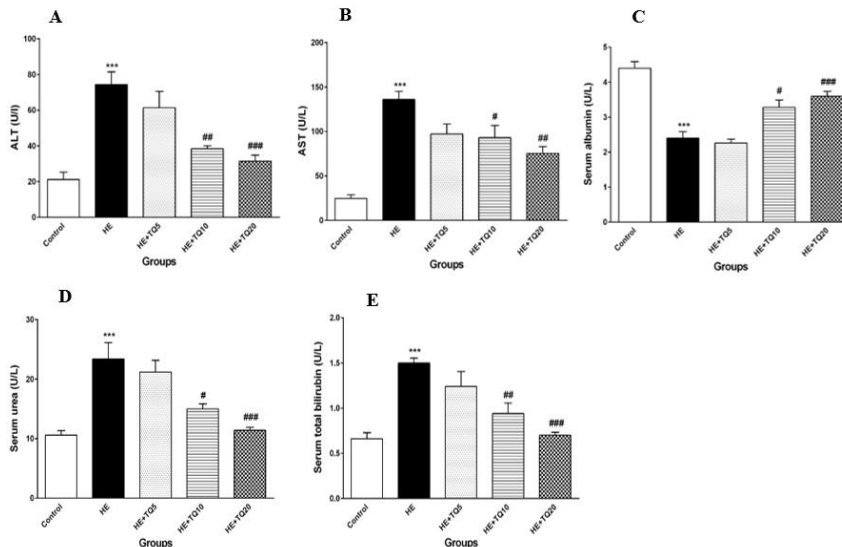 A
ALT (U/l)
100
80
60
40
20
0
***
##
###
Control
HE
HE+TQ5
HE+TQ10
HE+TQ20
Groups
B
AST (U/L)
200
150
100
50
0
***
#
##
Control
HE
HE+TQ5
HE+TQ10
HE+TQ20
Groups
C
Serum albumin (U/L)
5
4
3
2
1
0
***
#
###
Control
HE
HE+TQ5
HE+TQ10
HE+TQ20
Groups
D
Serum urea (U/L)
30
20
10
0
***
#
###
Control
HE
HE+TQ5
HE+TQ10
HE+TQ20
Groups
E
Serum total bilirubin (U/L)
2.0
1.5
1.0
0.5
0.0
***
##
###
Control
HE
HE+TQ5
HE+TQ10
HE+TQ20
Groups